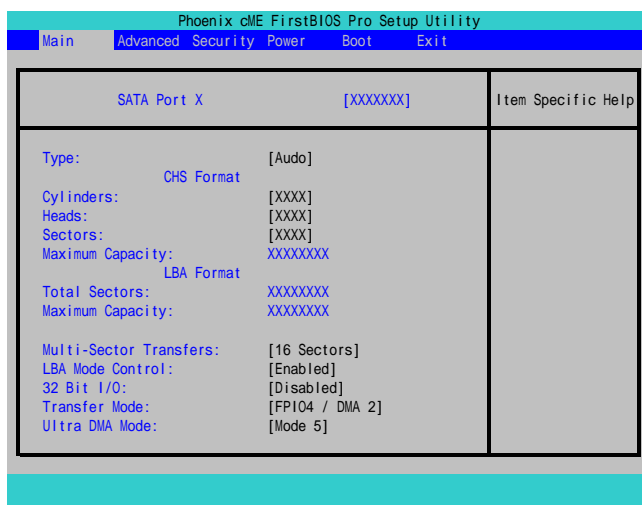 Phoenix cME FirstBIOS Pro Setup Utility
Main Advanced Security Power Boot Exit
SATA Port X [XXXXXXX] Item Specific Help
Type: [Audo]
CHS Format
Cylinders: [XXXX]
Heads: [XXXX]
Sectors: [XXXX]
Maximum Capacity: XXXXXXXX
LBA Format
Total Sectors: XXXXXXXX
Maximum Capacity: XXXXXXXX
Multi-Sector Transfers: [16 Sectors]
LBA Mode Control: [Enabled]
32 Bit I/O: [Disabled]
Transfer Mode: [FPIO4 / DMA 2]
Ultra DMA Mode: [Mode 5]